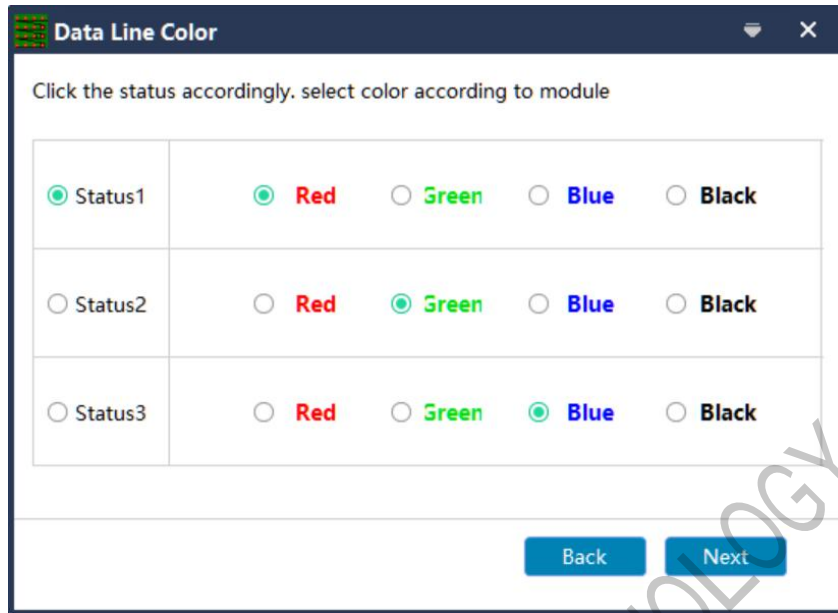 Data Line Color
Click the status accordingly. select color according to module
Status1 Red Green Blue Black
Status2 Red Green Blue Black
Status3 Red Green Blue Black
Back Next